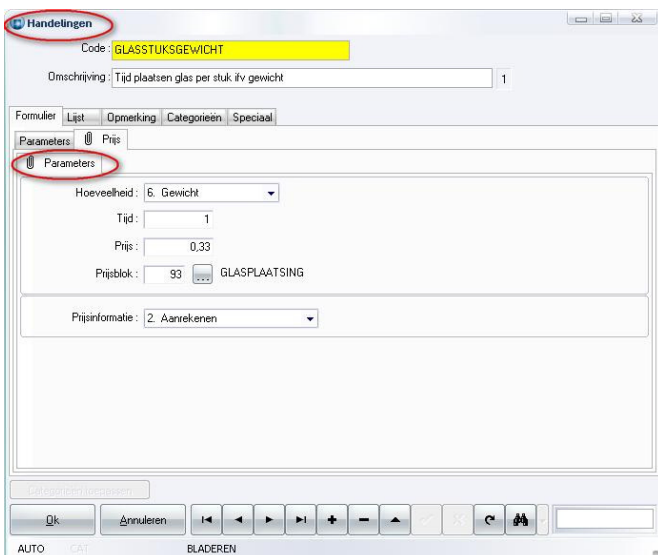 Handelingen
Code : GLASSTUKSGEWICHT
Omschrijving : Tijd plaatsen glas per stuk ifv gewicht 1
Formulier Lijst Opmerking Categorieën Speciaal
Parameters Prijs
Parameters
Hoeveelheid : 6. Gewicht
Tijd : 1
Prijs : 0,33
Prijsblok : 93 ... GLASPLAATSING
Prijsinformatie : 2. Aanrekenen
Categorieën toepassen
Ok Annuleren
AUTO CAT BLADEREN